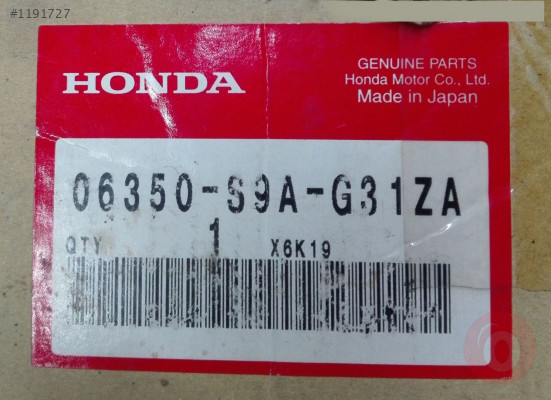 #1191727
HONDA
GENUINE PARTS
Honda Motor Co., Ltd.
Made in Japan
06350-S9A-G31ZA
QTY 1 X6K19